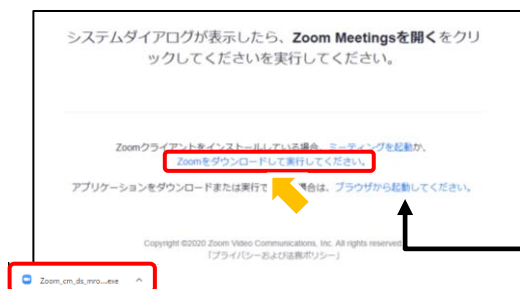 システムダイアログが表示したら、Zoom Meetingsを開くをクリ
ックしてくださいを実行してください。
Zoomクライアントをインストールしている場合、ミーティングを起動か、
Zoomをダウンロードして実行してください。
アプリケーションをダウンロードまたは実行で 場合は、ブラウザから起動してください。
Copyright ©2020 Zoom Video Communications, Inc. All rights reserved.
「プライバシーおよび法務ポリシー」
Zoom_cm_ds_mro....exe